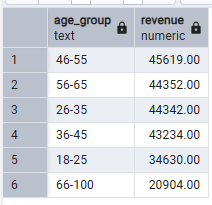 age_group revenue
text numeric
1 46-55 45619.00
2 56-65 44352.00
3 26-35 44342.00
4 36-45 43234.00
5 18-25 34630.00
6 66-100 20904.00